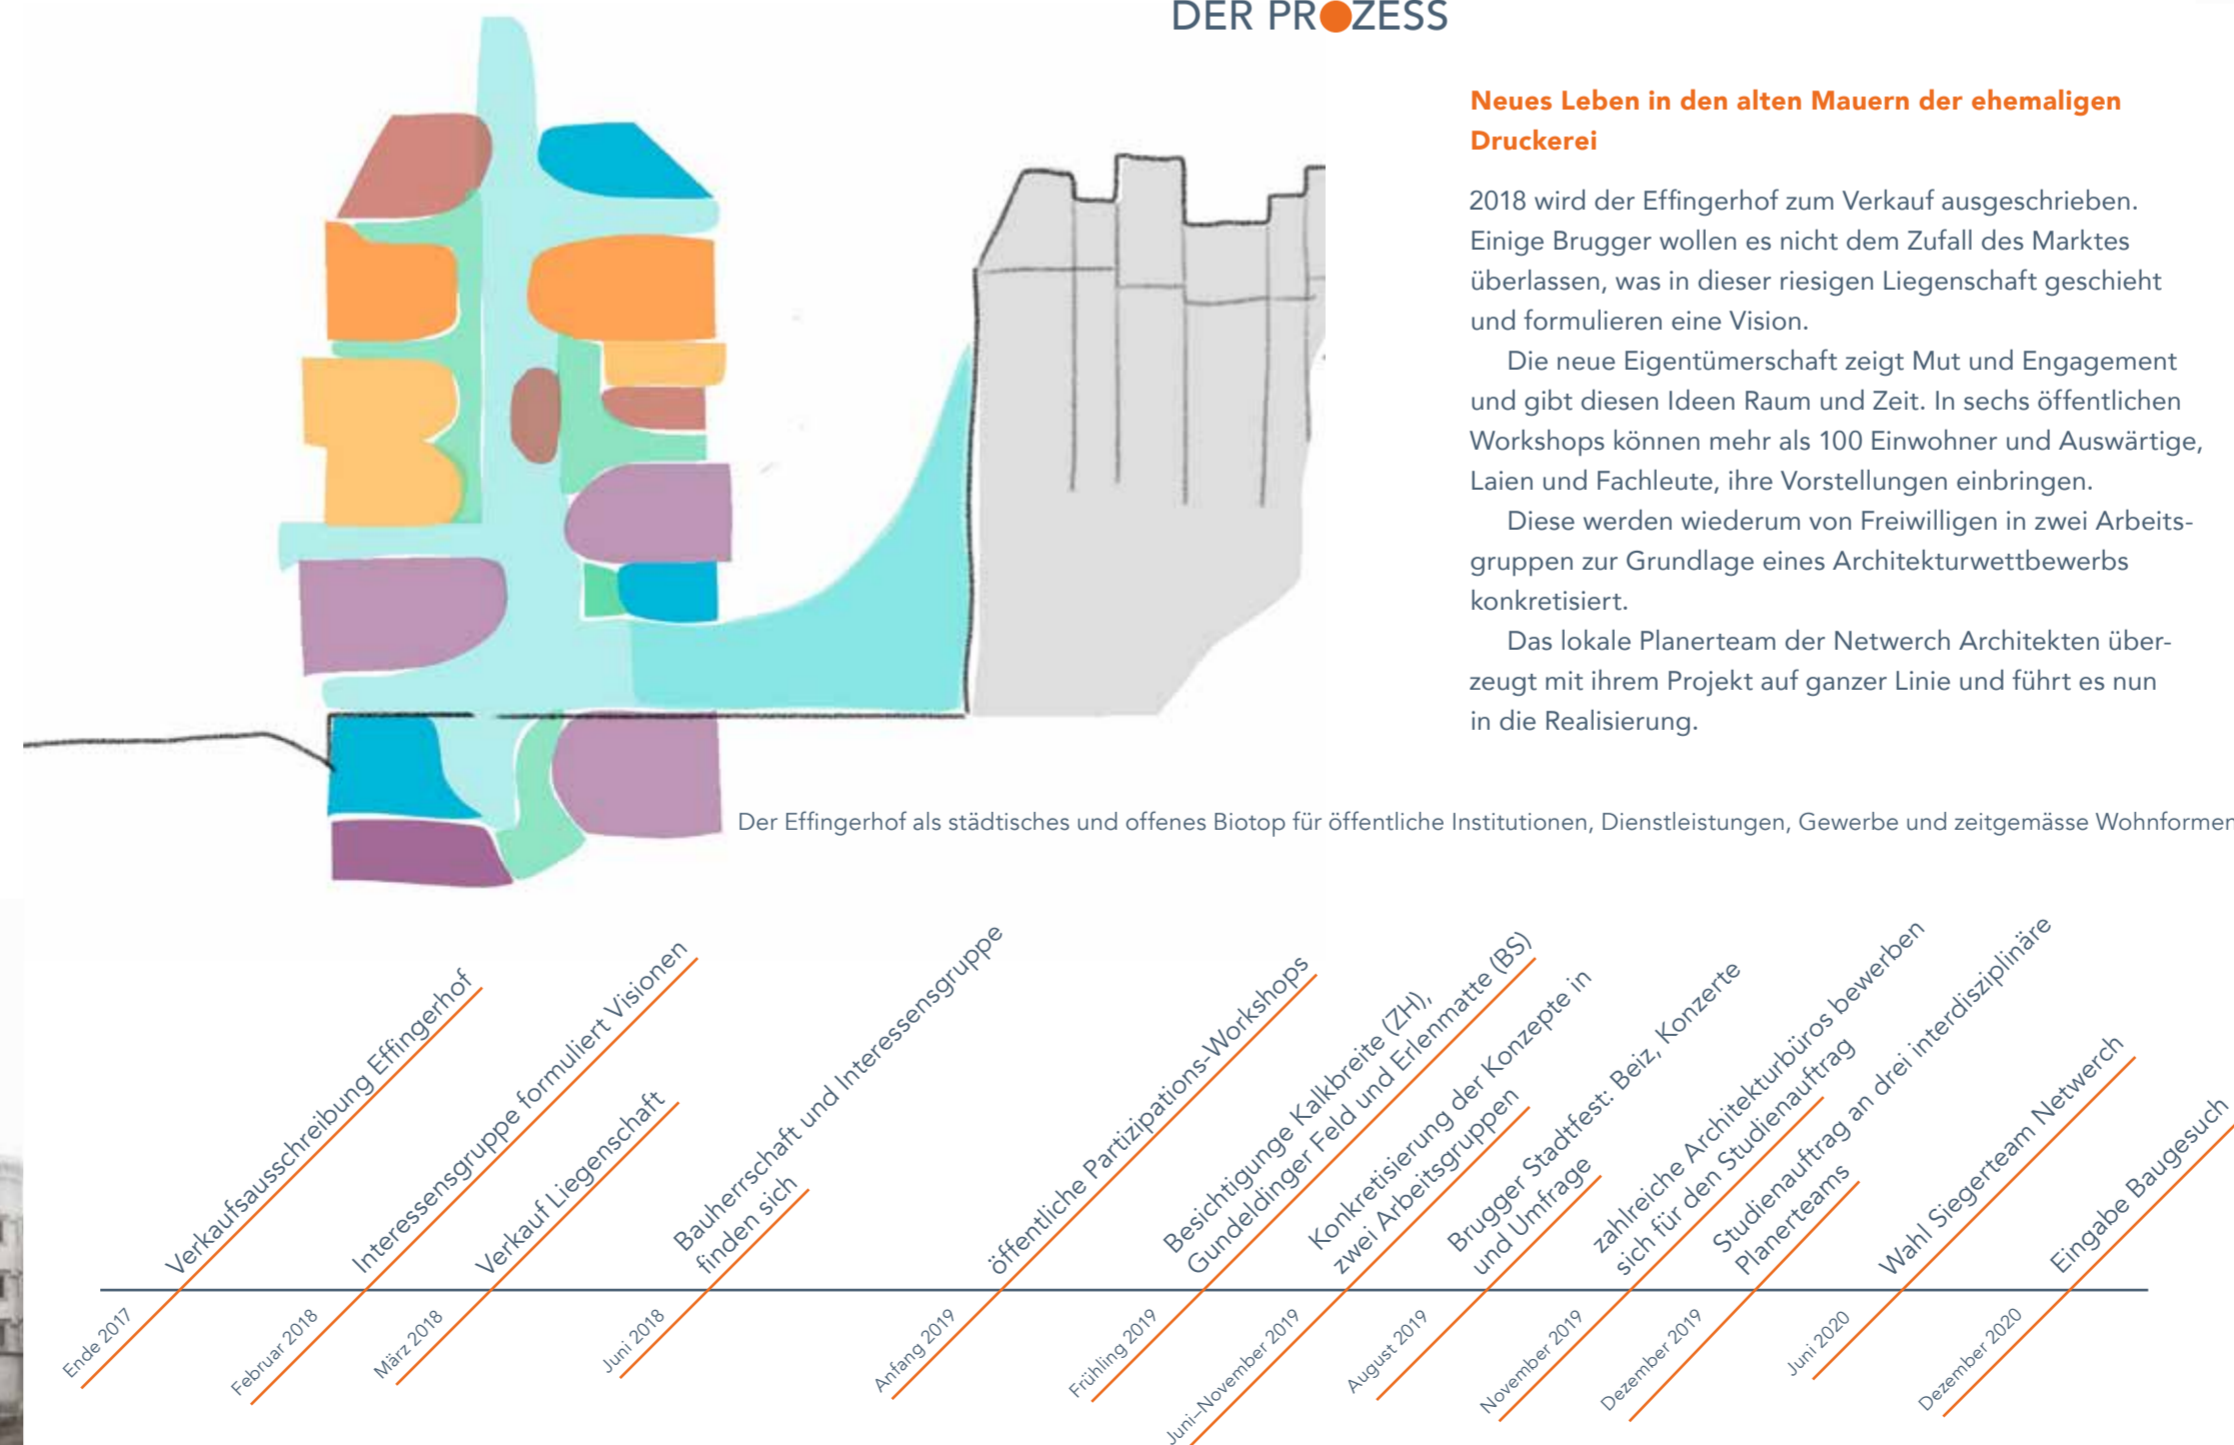 DER PROZESS
Neues Leben in den alten Mauern der ehemaligen
Druckerei
2018 wird der Effingerhof zum Verkauf ausgeschrieben.
Einige Brugger wollen es nicht dem Zufall des Marktes
überlassen, was in dieser riesigen Liegenschaft geschieht
und formulieren eine Vision.
Die neue Eigentümerschaft zeigt Mut und Engagement
und gibt diesen Ideen Raum und Zeit. In sechs öffentlichen
Workshops können mehr als 100 Einwohner und Auswärtige,
Laien und Fachleute, ihre Vorstellungen einbringen.
Diese werden wiederum von Freiwilligen in zwei Arbeits-
gruppen zur Grundlage eines Architekturwettbewerbs
konkretisiert.
Das lokale Planerteam der Netwerch Architekten über-
zeugt mit ihrem Projekt auf ganzer Linie und führt es nun
in die Realisierung.
Der Effingerhof als städtisches und offenes Biotop für öffentliche Institutionen, Dienstleistungen, Gewerbe und zeitgemässe Wohnformen
Verkaufsausschreibung Effingerhof
Ende 2017
Interessensgruppe formuliert Visionen
Februar 2018
Verkauf Liegenschaft
März 2018
Bauherrschaft und Interessensgruppe
finden sich
Juni 2018
öffentliche Partizipations-Workshops
Anfang 2019
Besichtigunge Kalkbreite (ZH),
Gundeldinger Feld und Erlenmatte (BS)
Frühling 2019
Konkretisierung der Konzepte in
zwei Arbeitsgruppen
Juni–November 2019
Brugger Stadtfest: Beiz, Konzerte
und Umfrage
August 2019
zahlreiche Architekturbüros bewerben
sich für den Studienauftrag
November 2019
Studienauftrag an drei interdisziplinäre
Planerteams
Dezember 2019
Wahl Siegerteam Netwerch
Juni 2020
Eingabe Baugesuch
Dezember 2020